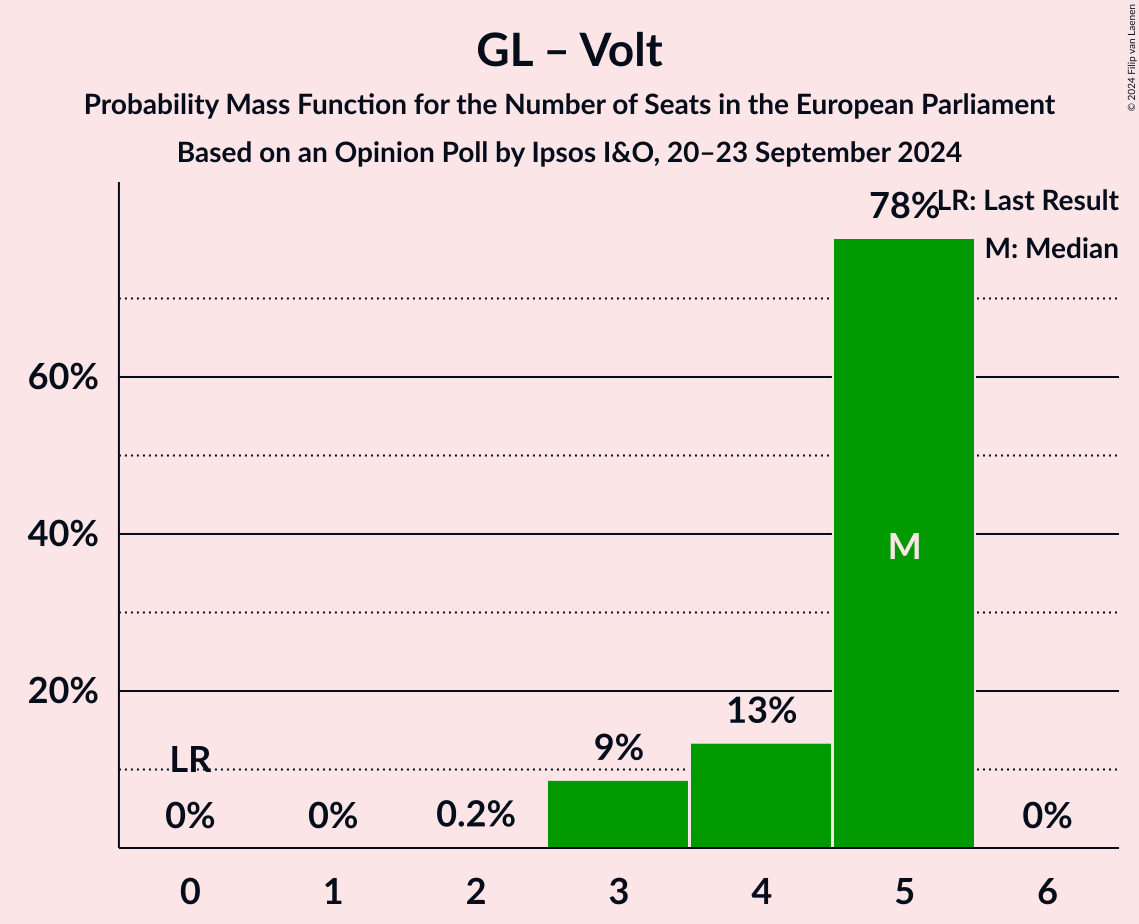 GL – Volt
Probability Mass Function for the Number of Seats in the European Parliament
Based on an Opinion Poll by Ipsos I&O, 20–23 September 2024
© 2024 Filip van Laenen
LR: Last Result
M: Median
78%
60%
40%
20%
M
13%
9%
LR
0%
0%
0.2%
0%
0
1
2
3
4
5
6